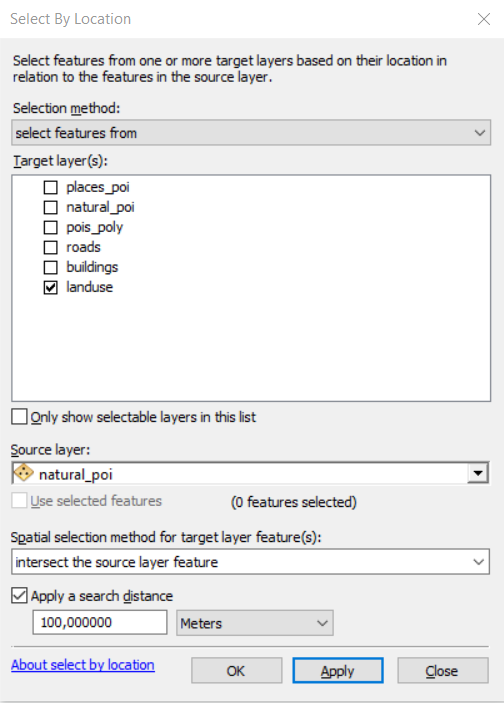 Select By Location
Select features from one or more target layers based on their location in
relation to the features in the source layer.
Selection method:
select features from
Target layer(s):
places_poi
natural_poi
pois_poly
roads
buildings
landuse
Only show selectable layers in this list
Source layer:
natural_poi
Use selected features (0 features selected)
Spatial selection method for target layer feature(s):
intersect the source layer feature
Apply a search distance
100,000000 Meters
About select by location OK Apply Close